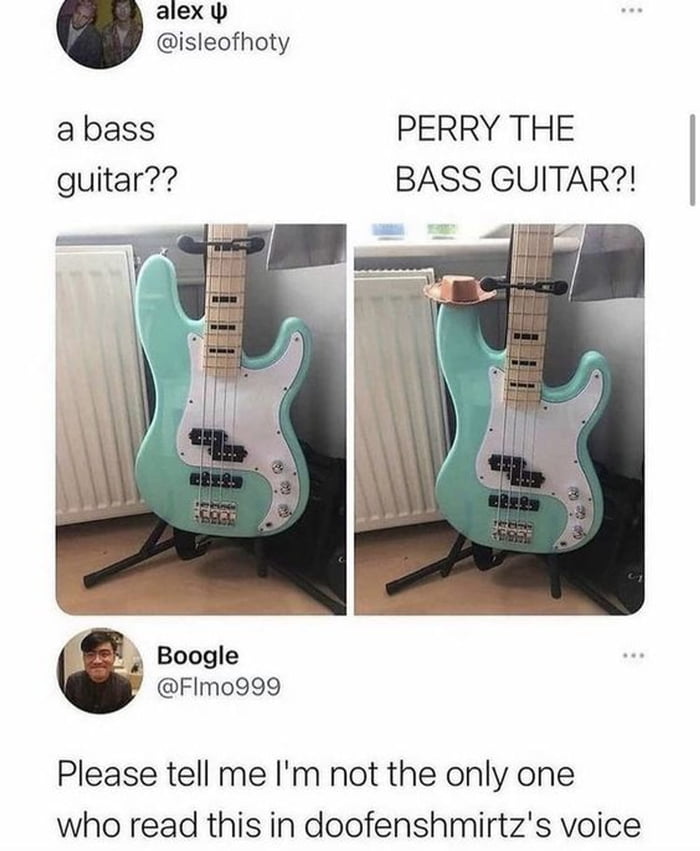 alex ψ
@isleofhoty
a bass
guitar??
PERRY THE
BASS GUITAR?!
Boogle
@Flmo999
Please tell me I'm not the only one
who read this in doofenshmirtz's voice